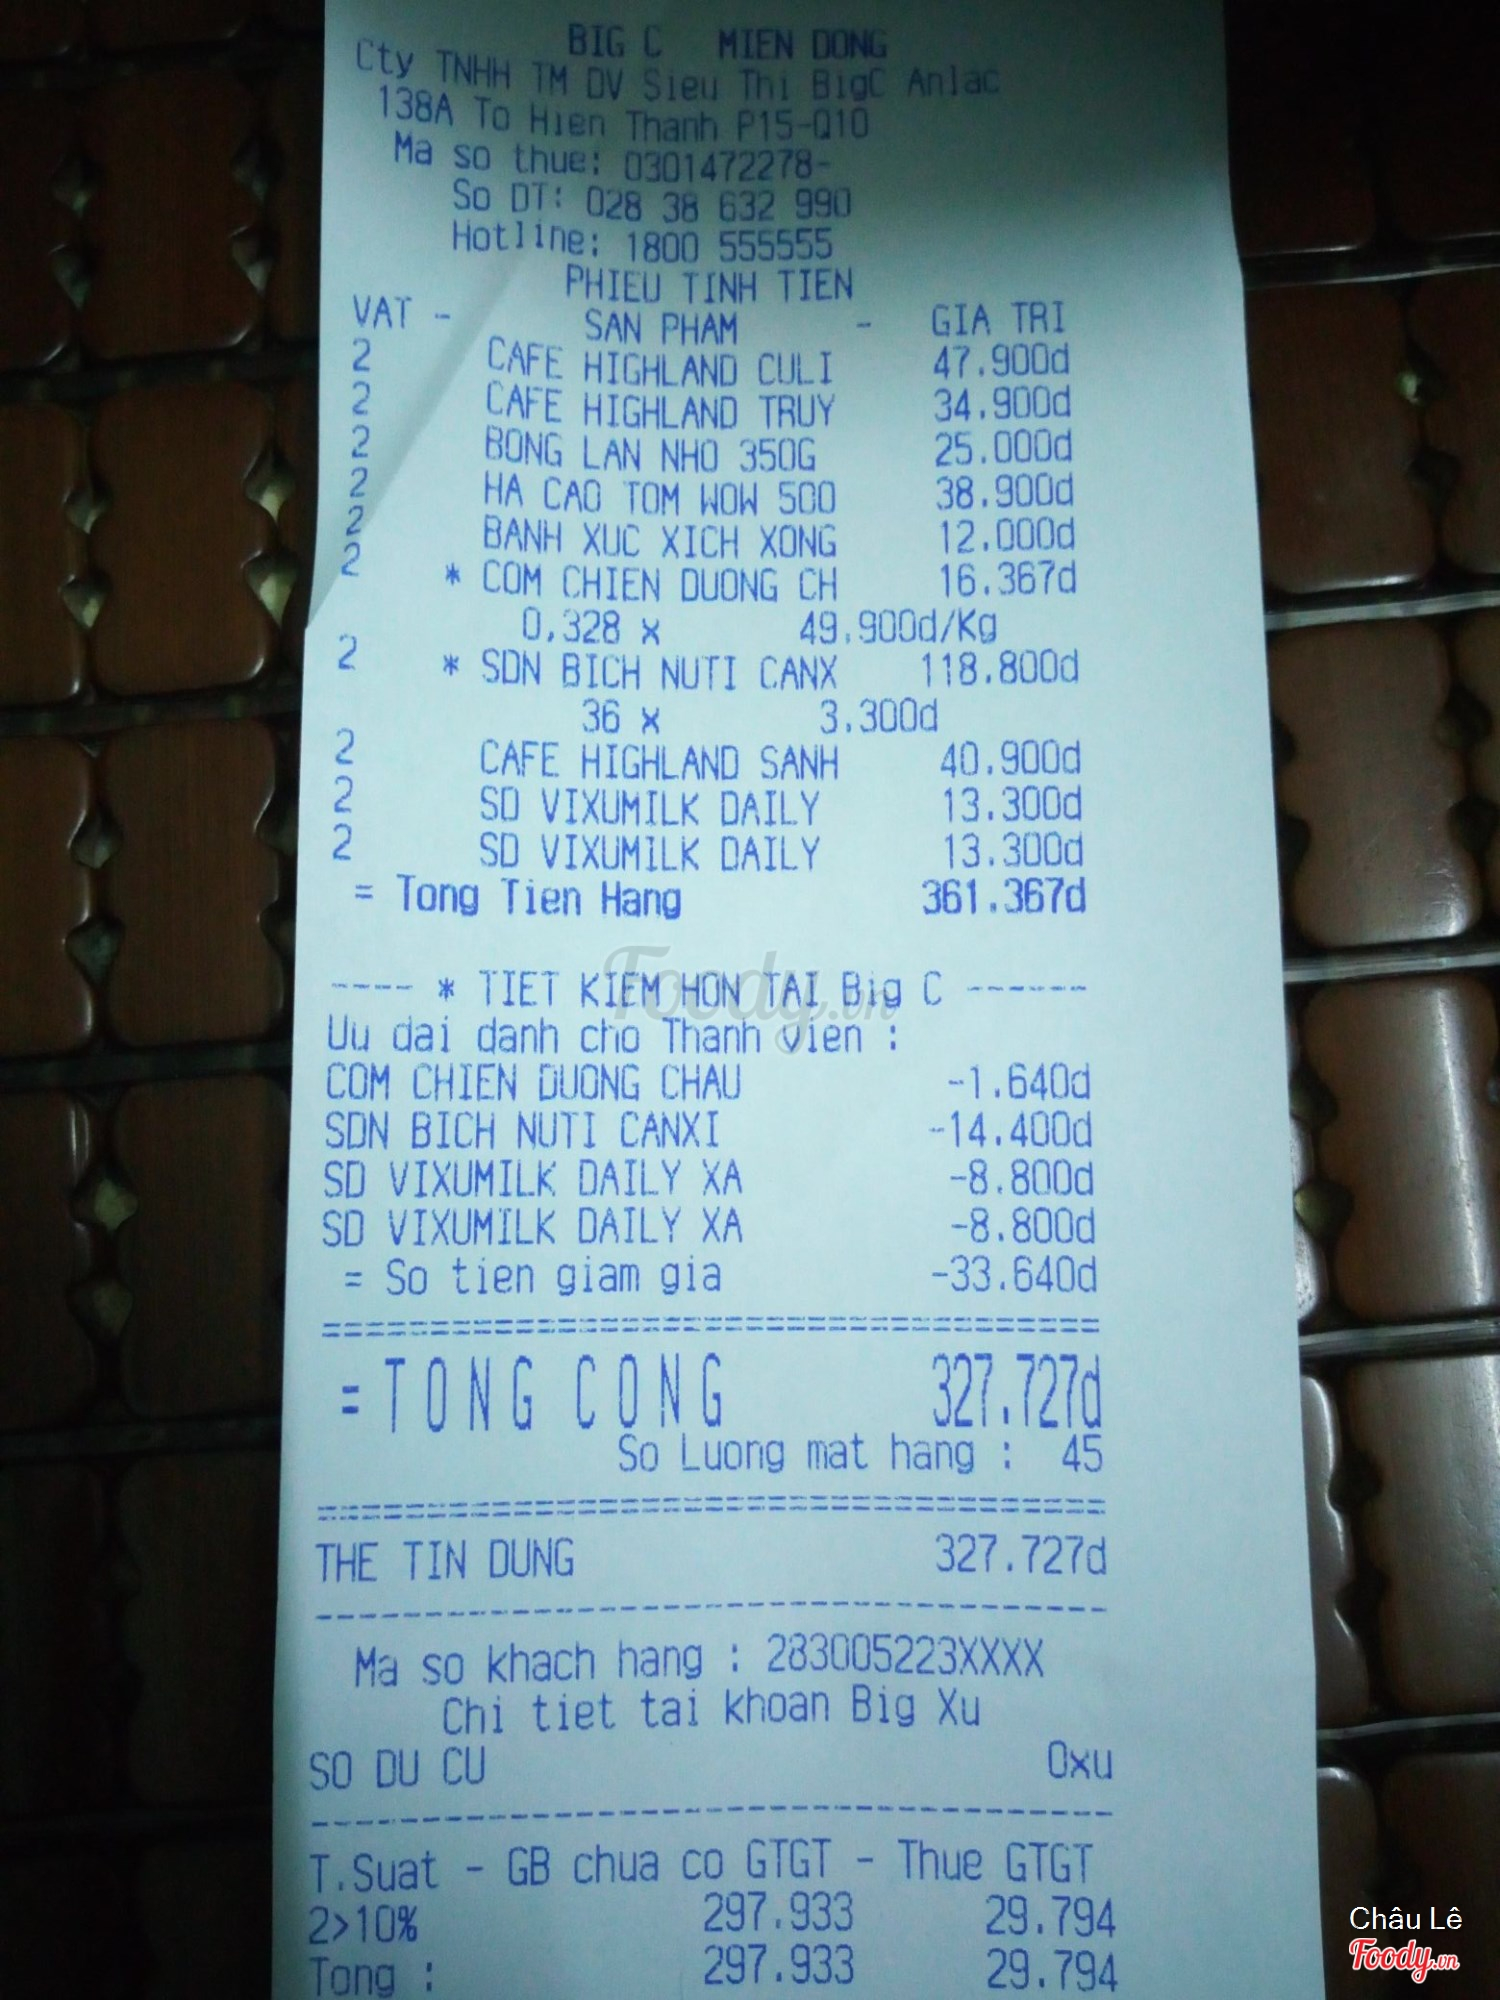 BIG C MIEN DONG
Cty TNHH TM DV Sieu Thi BigC Anlac
138A To Hien Thanh P15-Q10
Ma so thue: 0301472278-
So DT: 028 38 632 990
Hotline: 1800 555555
PHIEU TINH TIEN
VAT - SAN PHAM - GIA TRI
2 CAFE HIGHLAND CULI 47.900d
2 CAFE HIGHLAND TRUY 34.900d
2 BONG LAN NHO 350G 25.000d
2 HA CAO TOM WOW 500 38.900d
2 BANH XUC XICH XONG 12.000d
2 * COM CHIEN DUONG CH 16.367d
0,328 x 49.900d/Kg
2 * SDN BICH NUTI CANX 118.800d
36 x 3.300d
2 CAFE HIGHLAND SANH 40.900d
2 SD VIXUMILK DAILY 13.300d
2 SD VIXUMILK DAILY 13.300d
= Tong Tien Hang 361.367d
---- * TIET KIEM HON TAI Big C ------
Foody.vn
Uu dai danh cho Thanh vien :
COM CHIEN DUONG CHAU -1.640d
SDN BICH NUTI CANXI -14.400d
SD VIXUMILK DAILY XA -8.800d
SD VIXUMILK DAILY XA -8.800d
= So tien giam gia -33.640d
=TONG CONG 327.727d
So Luong mat hang : 45
THE TIN DUNG 327.727d
Ma so khach hang : 283005223XXXX
Chi tiet tai khoan Big Xu
SO DU CU 0xu
T.Suat - GB chua co GTGT - Thue GTGT
2>10% 297.933 29.794
Tong : 297.933 29.794
Châu Lê
Foody.vn